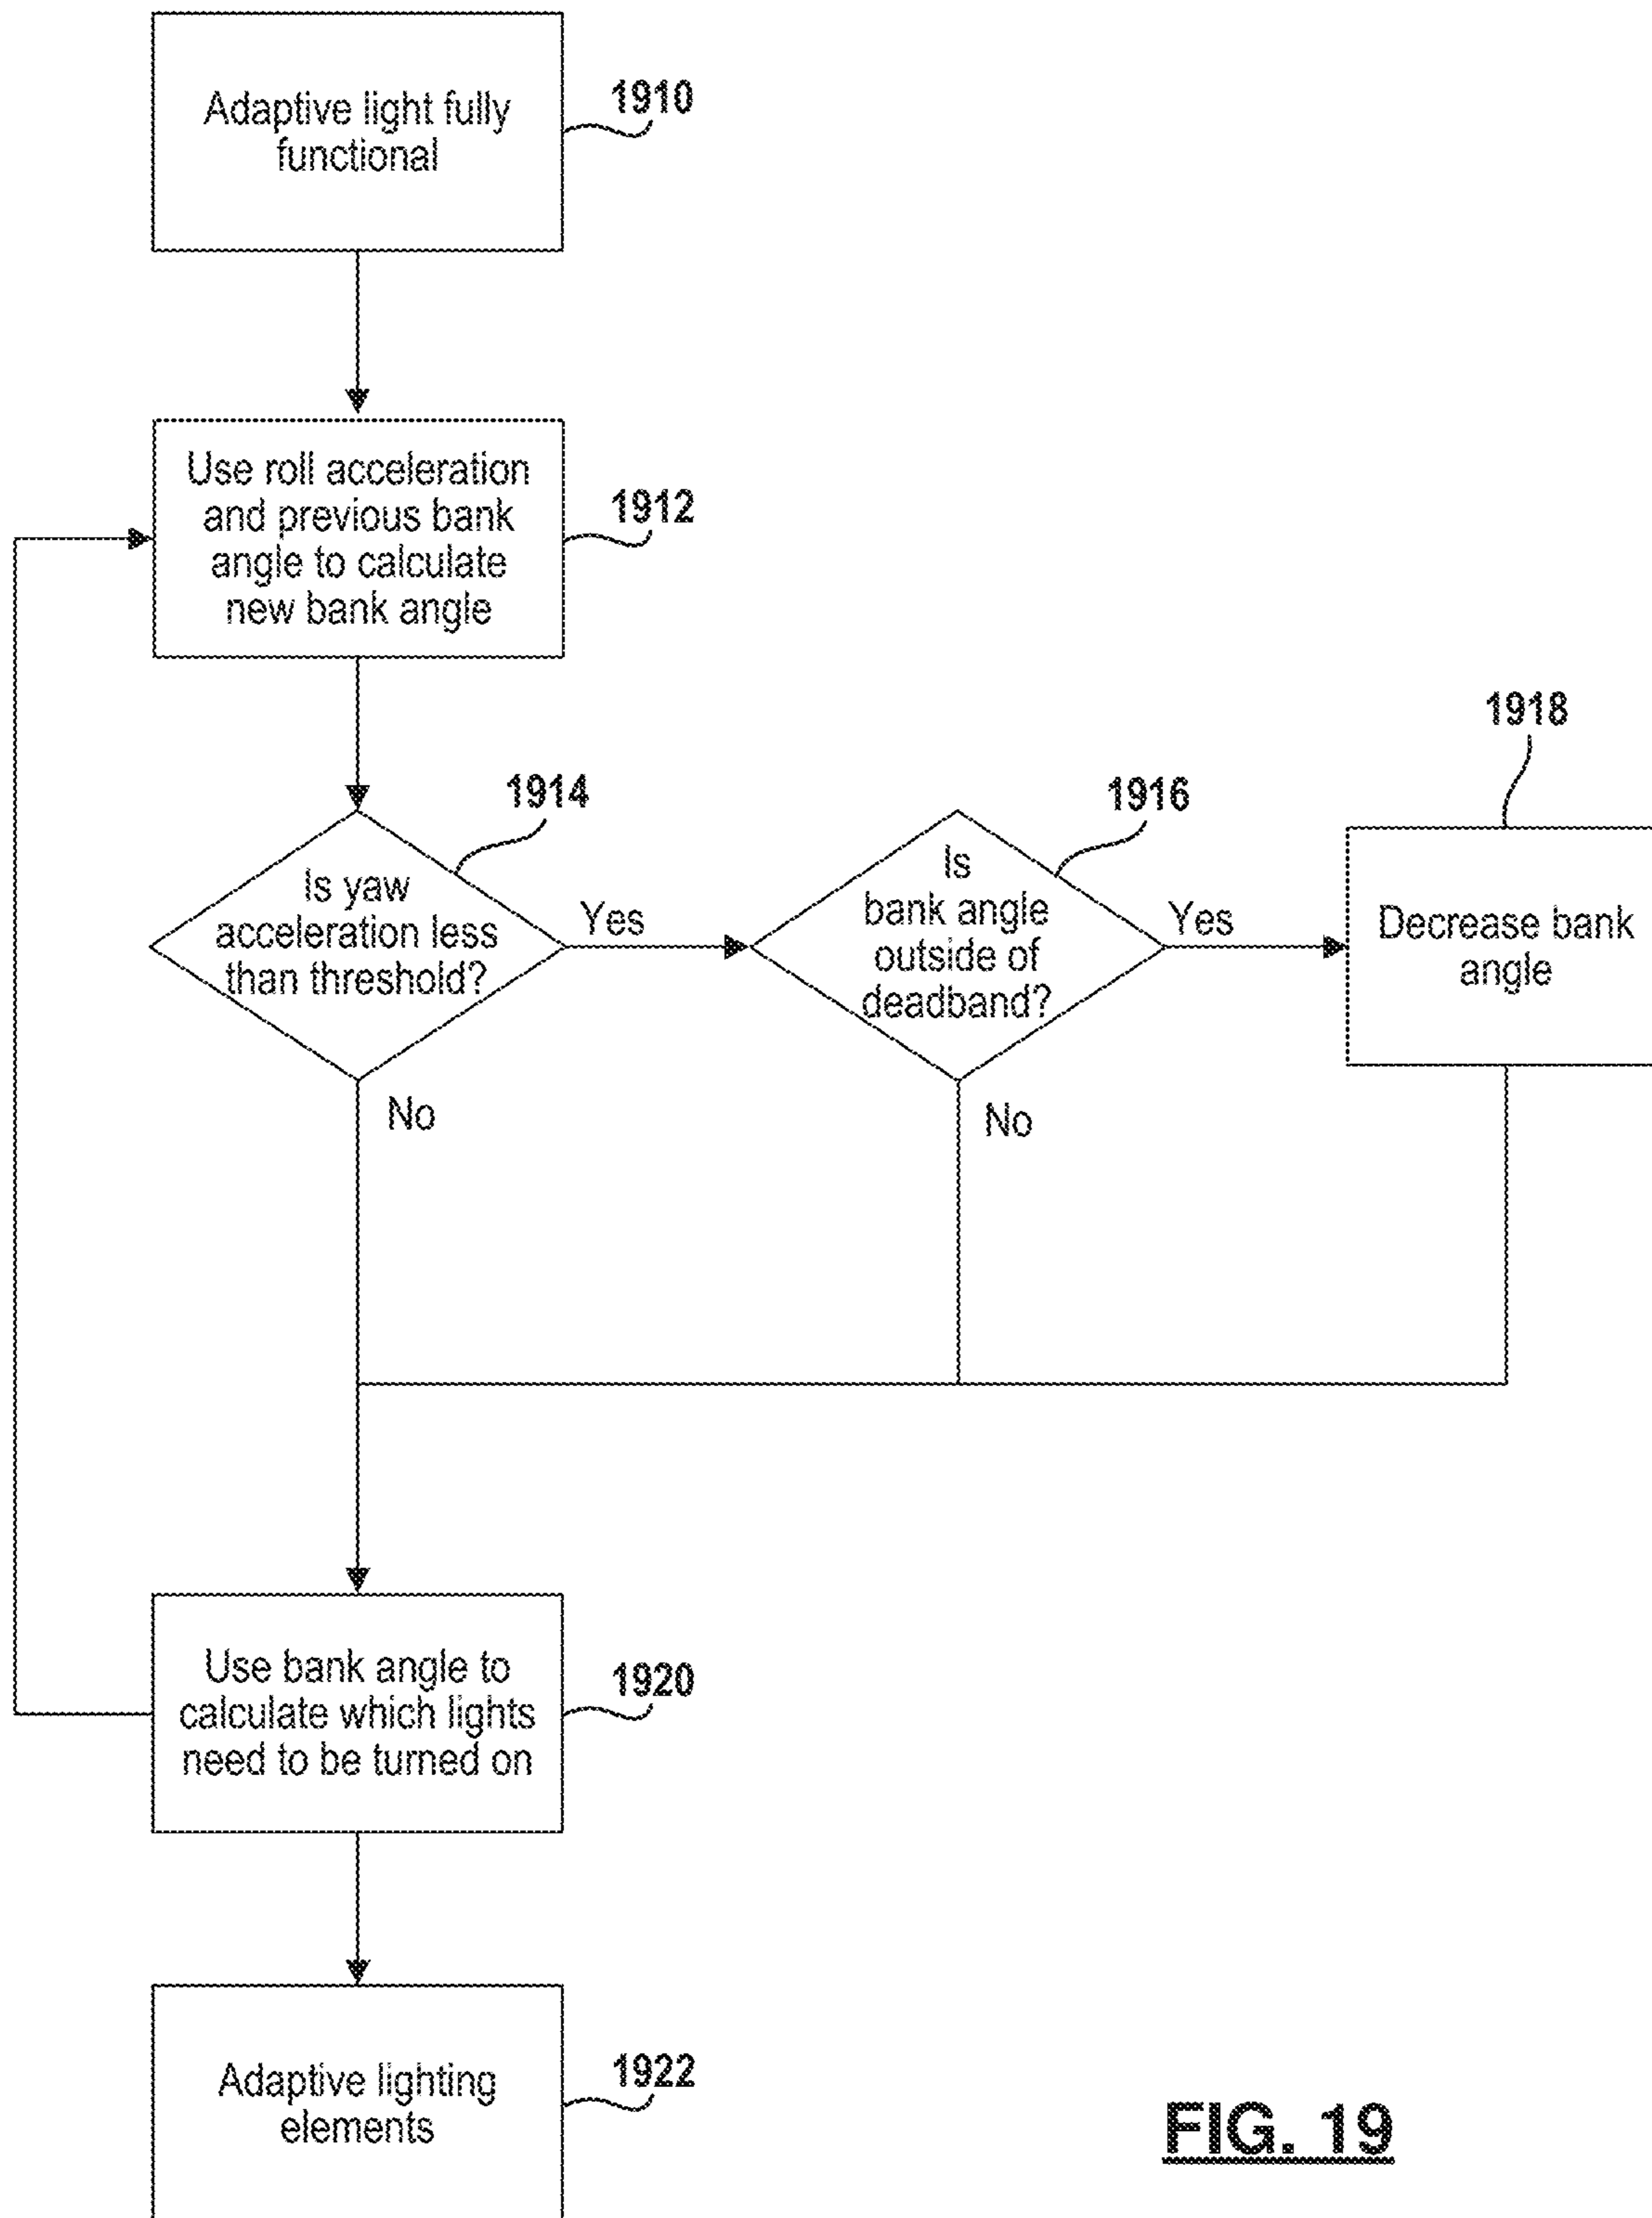 Adaptive light fully
functional
1910
Use roll acceleration
and previous bank
angle to calculate
new bank angle
1912
1918
1914
1916
Is yaw
acceleration less
than threshold?
Yes
Is
bank angle
outside of
deadband?
Yes
Decrease bank
angle
No
No
Use bank angle to
calculate which lights
need to be turned on
1920
Adaptive lighting
elements
1922
FIG. 19